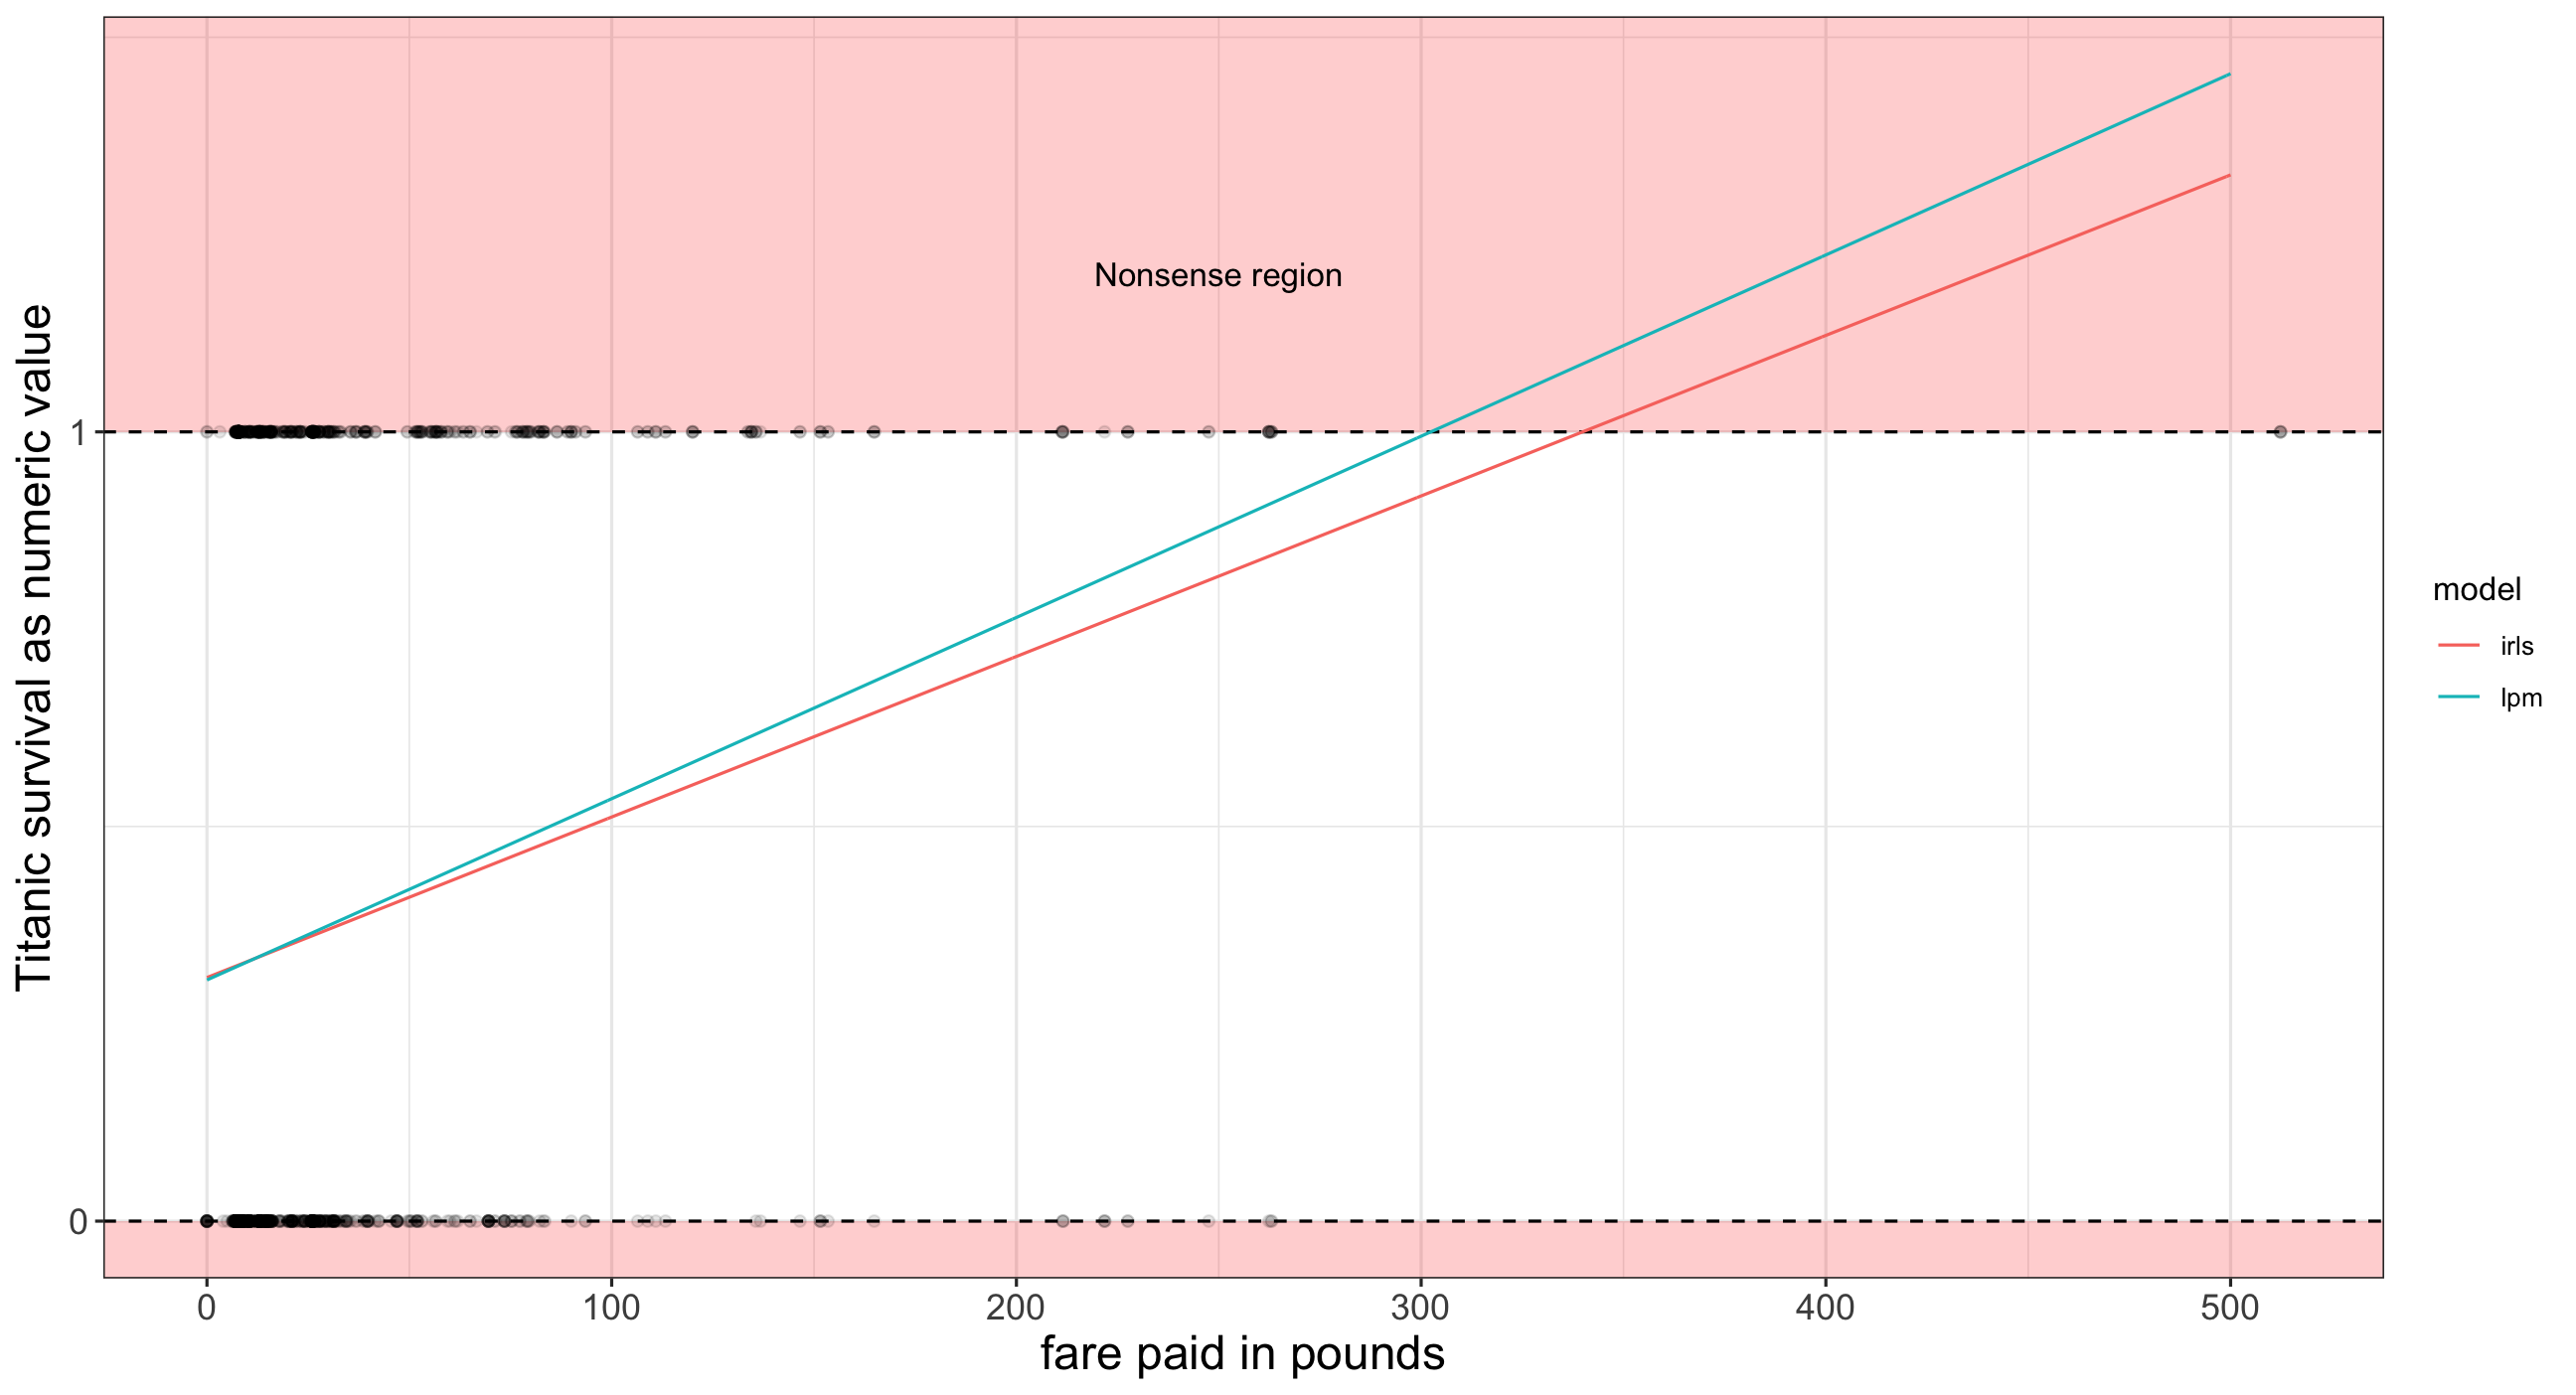 Nonsense region
Titanic survival as numeric value
1
0
0 100 200 300 400 500
fare paid in pounds
model
irls
lpm